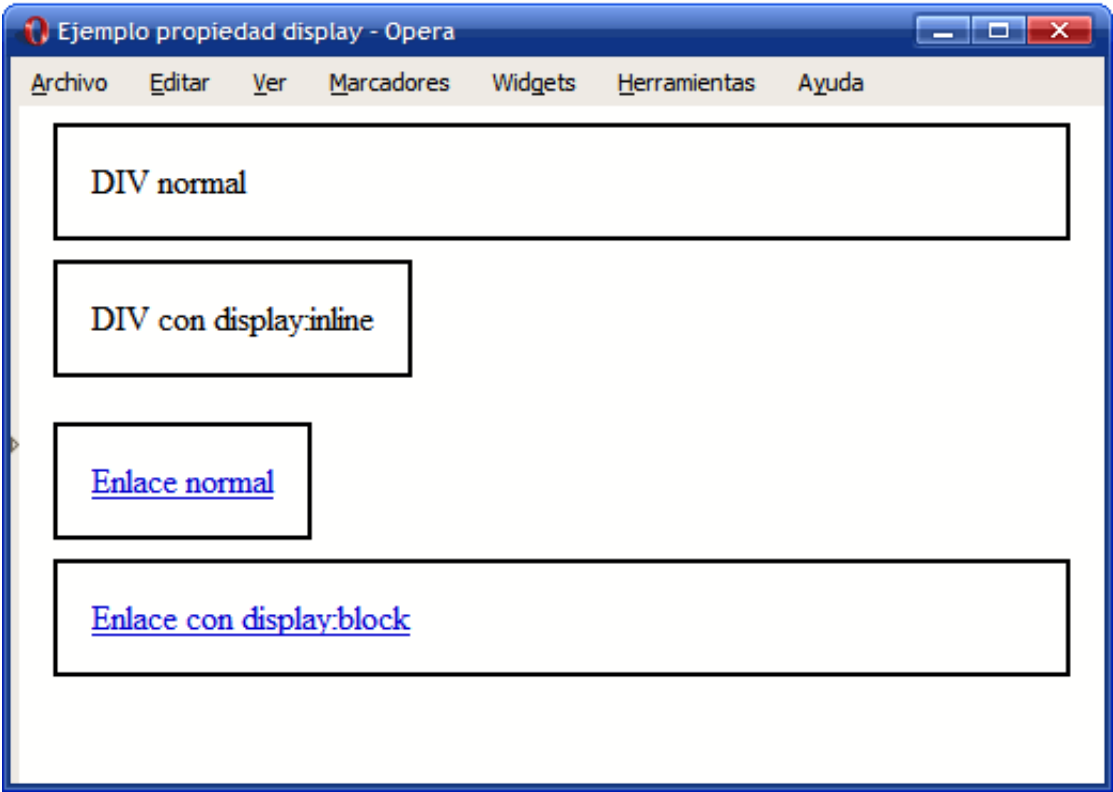 Ejemplo propiedad display - Opera
Archivo Editar Ver Marcadores Widgets Herramientas Ayuda
DIV normal
DIV con display:inline
Enlace normal
Enlace con display:block